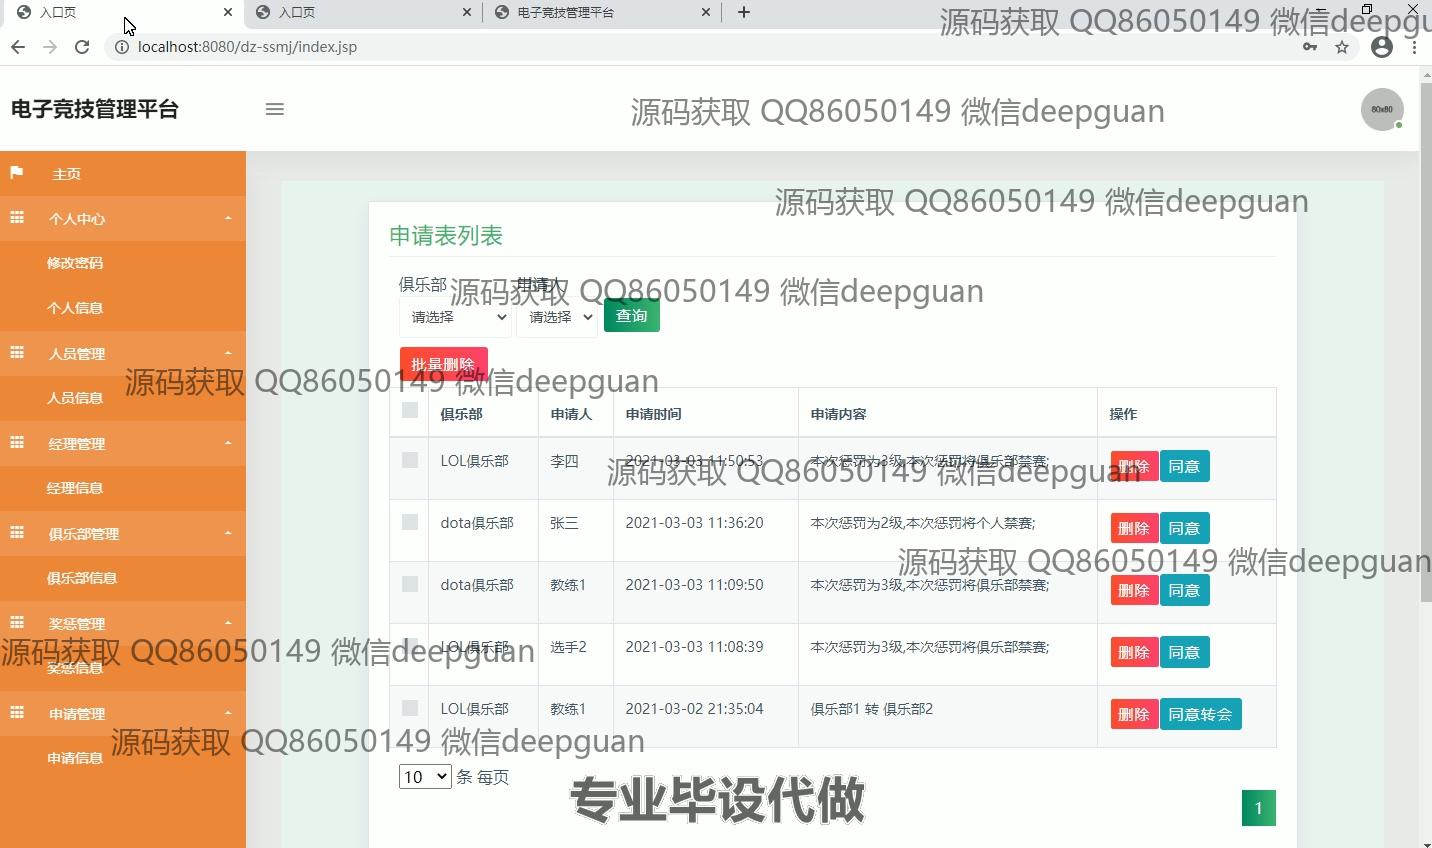 入口页
入口页
电子竞技管理平台
源码获取 QQ86050149 微信deepgu
localhost:8080/dz-ssmj/index.jsp
电子竞技管理平台
源码获取 QQ86050149 微信deepguan
80x80
主页
个人中心
修改密码
个人信息
人员管理
人员信息
经理管理
经理信息
俱乐部管理
俱乐部信息
奖惩管理
奖惩信息
申请管理
申请信息
源码获取 QQ86050149 微信deepguan
申请表列表
俱乐部 申请人
源码获取 QQ86050149 微信deepguan
请选择 请选择 查询
批量删除
源码获取 QQ86050149 微信deepguan
俱乐部 申请人 申请时间 申请内容 操作
LOL俱乐部 李四 2021-03-03 11:50:53 本次惩罚为3级,本次惩罚将俱乐部禁赛; 删除 同意
源码获取 QQ86050149 微信deepguan
dota俱乐部 张三 2021-03-03 11:36:20 本次惩罚为2级,本次惩罚将个人禁赛; 删除 同意
源码获取 QQ86050149 微信deepguan
dota俱乐部 教练1 2021-03-03 11:09:50 本次惩罚为3级,本次惩罚将俱乐部禁赛; 删除 同意
LOL俱乐部 选手2 2021-03-03 11:08:39 本次惩罚为3级,本次惩罚将俱乐部禁赛; 删除 同意
源码获取 QQ86050149 微信deepguan
LOL俱乐部 教练1 2021-03-02 21:35:04 俱乐部1 转 俱乐部2 删除 同意转会
源码获取 QQ86050149 微信deepguan
10 条 每页
专业毕设代做
1